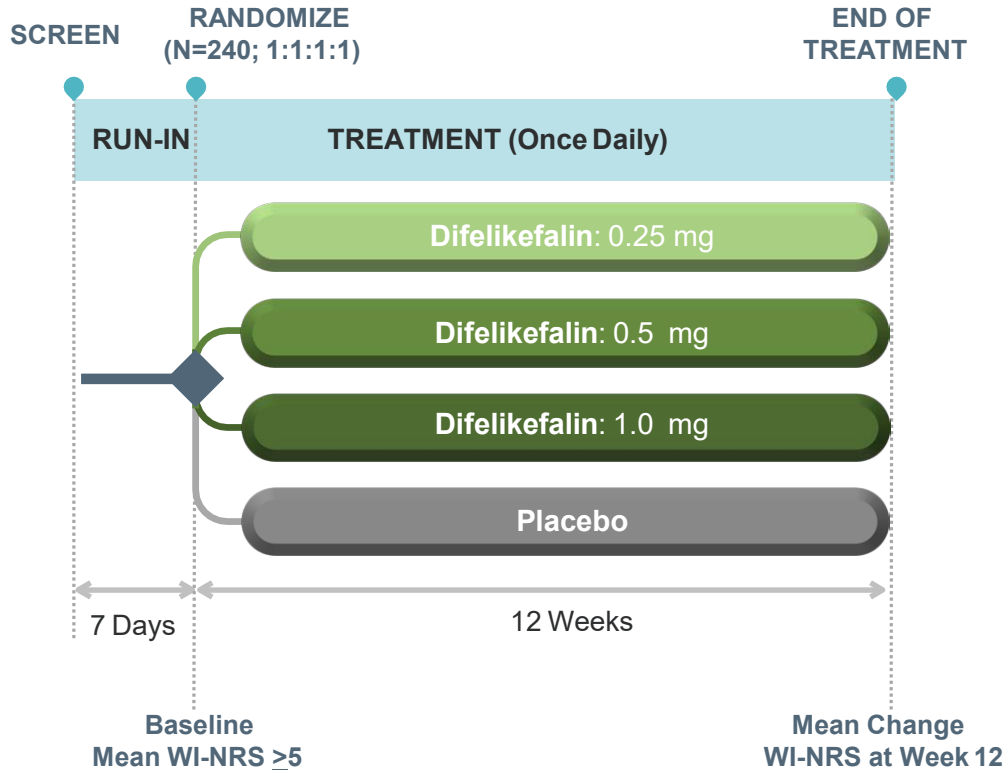 SCREEN
RANDOMIZE
(N=240; 1:1:1:1)
END OF
TREATMENT
RUN-IN
TREATMENT (Once Daily)
Difelikefalin: 0.25 mg
Difelikefalin: 0.5 mg
Difelikefalin: 1.0 mg
Placebo
7 Days
12 Weeks
Baseline
Mean WI-NRS ≥5
Mean Change
WI-NRS at Week 12